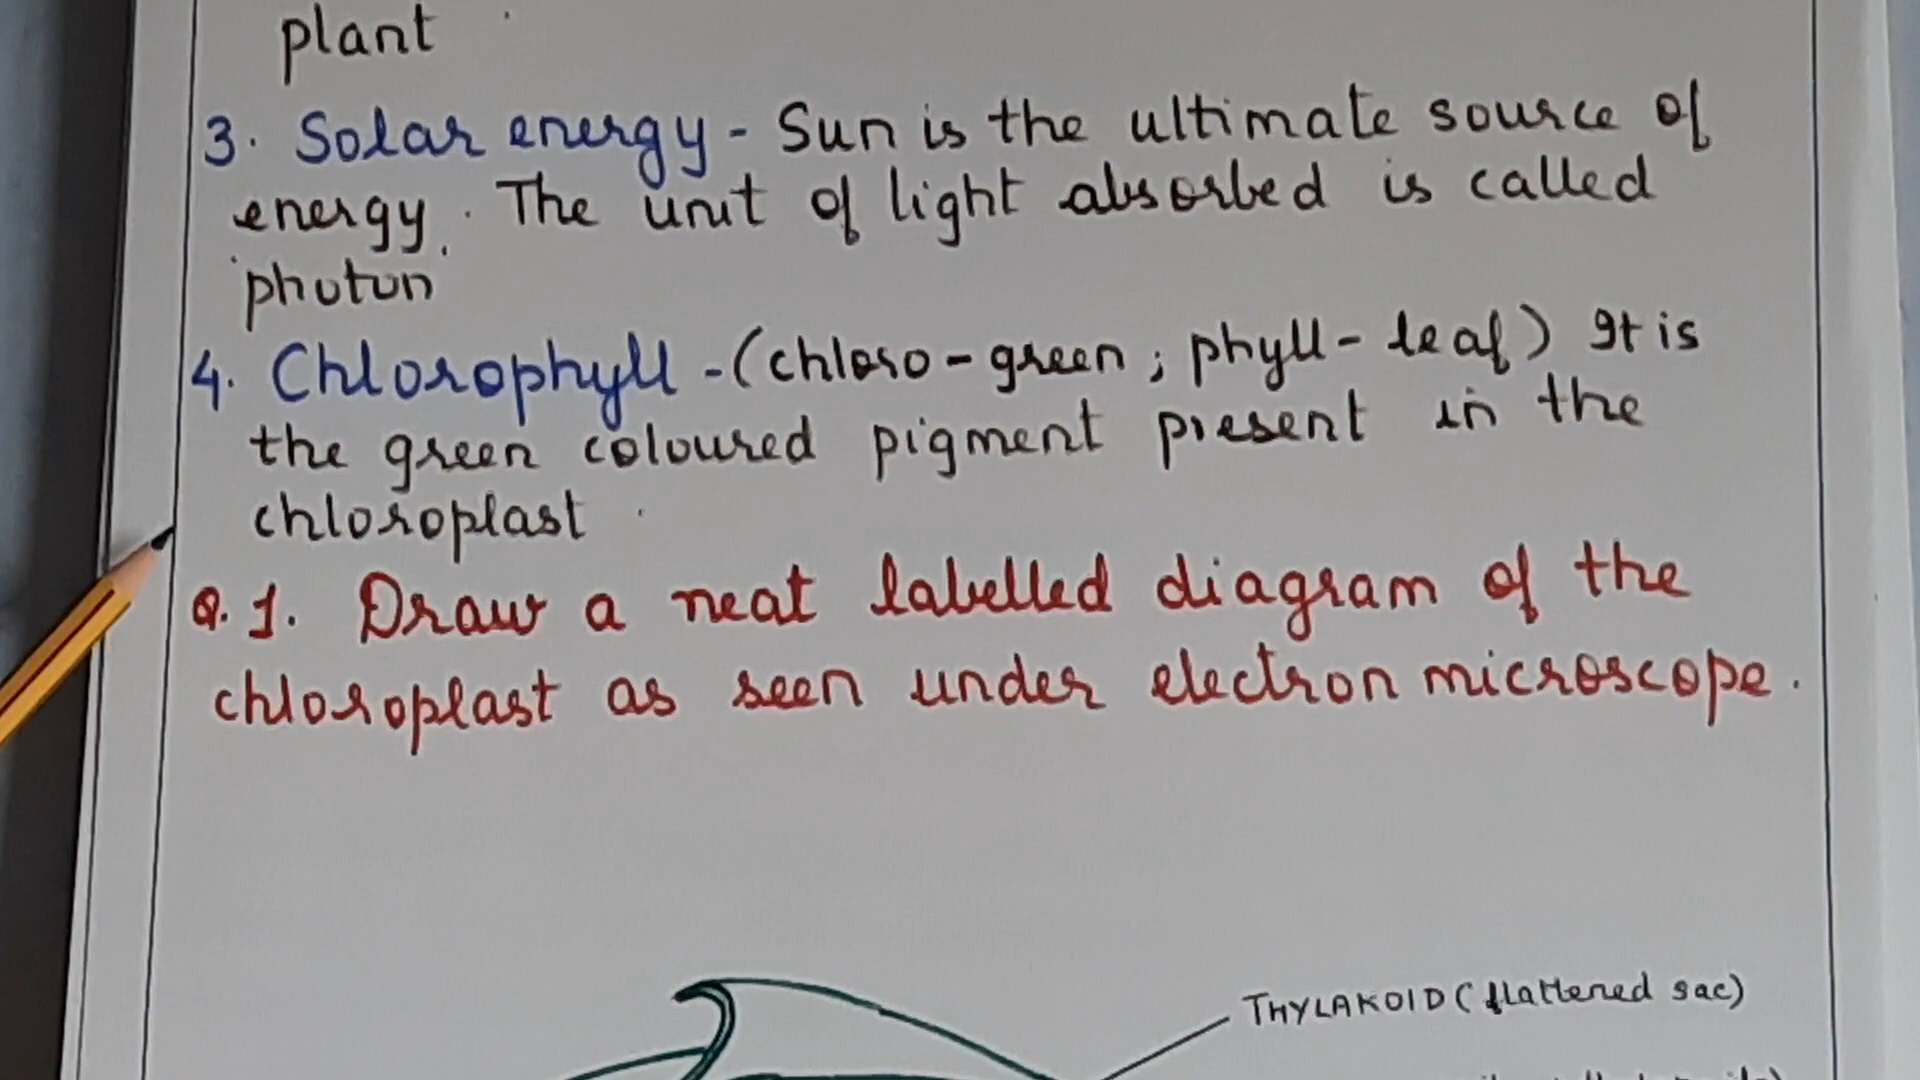 plant
3. Solar energy - Sun is the ultimate source of
energy. The unit of light absorbed is called
'photon'
4. Chlorophyll - (chloro - green ; phyll - leaf) It is
the green coloured pigment present in the
chloroplast.
Q.1. Draw a neat labelled diagram of the
chloroplast as seen under electron microscope.
THYLAKOID (flattened sac)